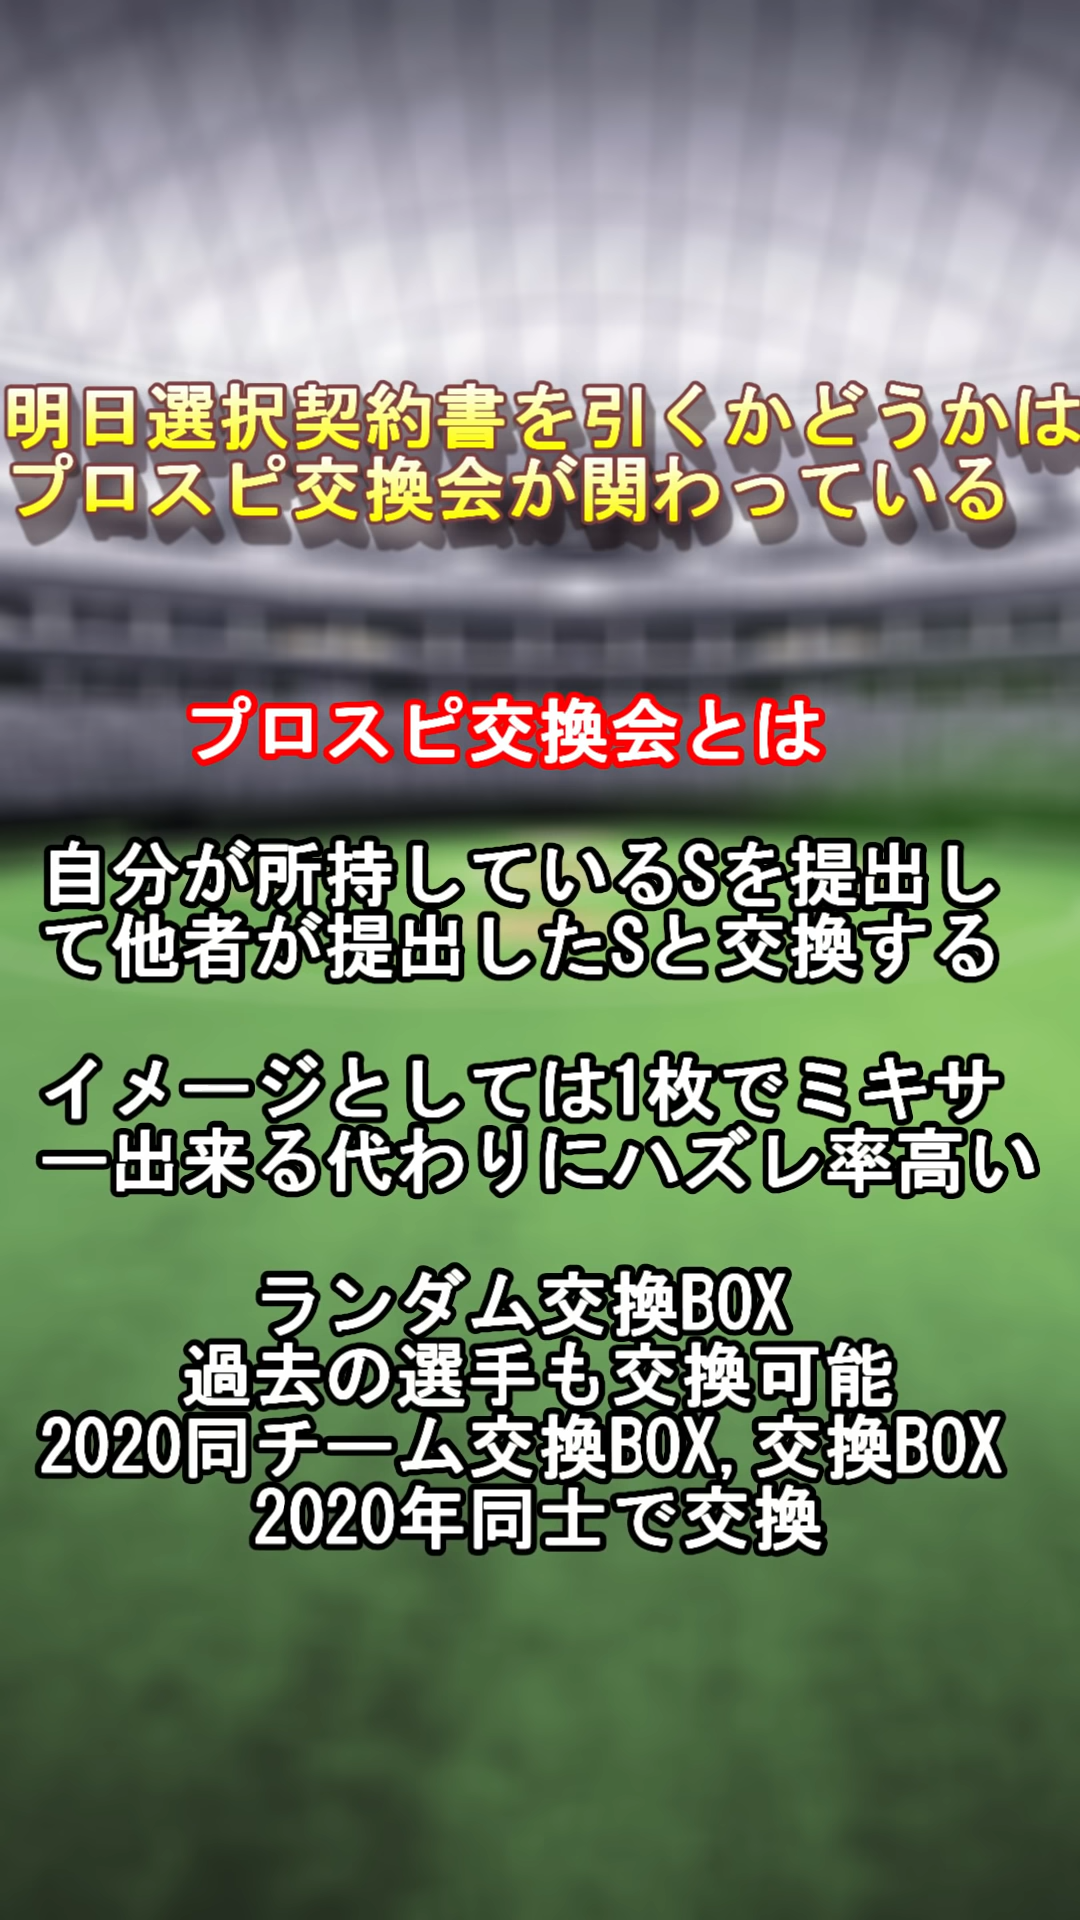 明日選択契約書を引くかどうかは
プロスピ交換会が関わっている
プロスピ交換会とは
自分が所持しているSを提出し
て他者が提出したSと交換する
イメージとしては1枚でミキサ
ー出来る代わりにハズレ率高い
ランダム交換BOX
過去の選手も交換可能
2020同チーム交換BOX,交換BOX
2020年同士で交換